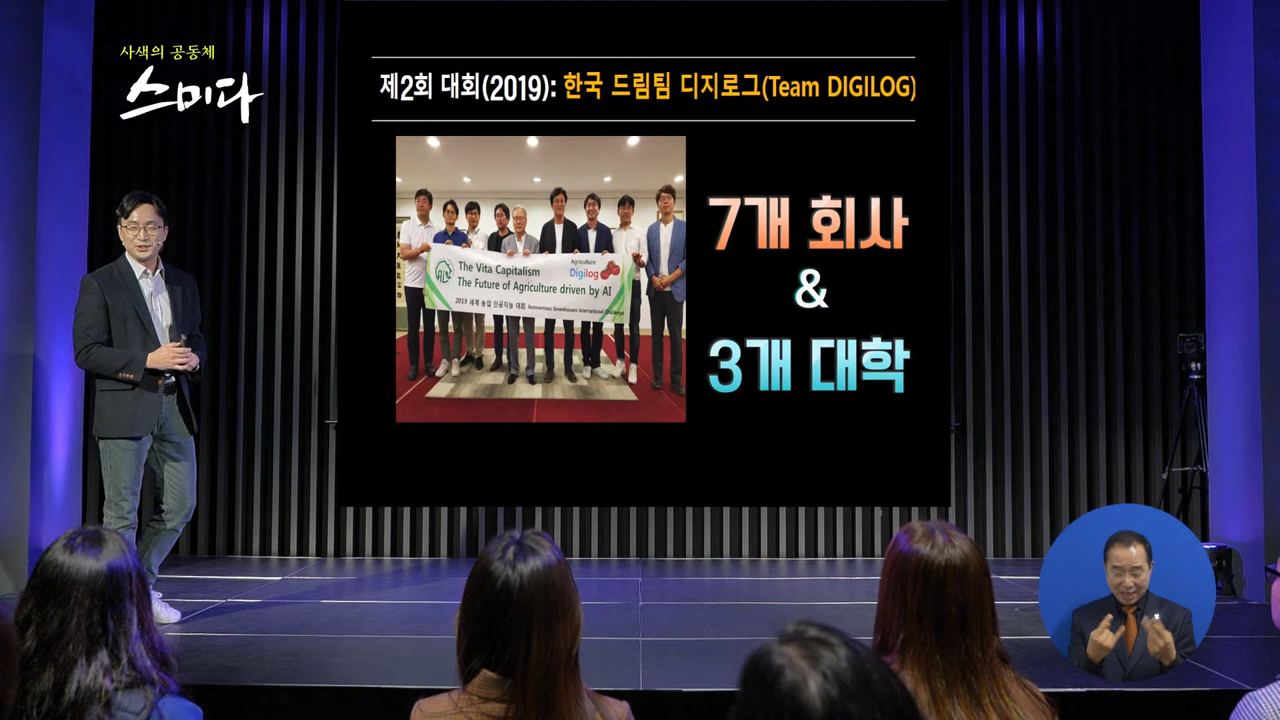 사색의 공동체
스미다
제2회 대회(2019): 한국 드림팀 디지로그(Team DIGILOG)
The Vita Capitalism
The Future of Agriculture driven by AI
Agriculture
Digilog
2019 세계 농업 인공지능 대회 Autonomous Greenhouses International Challenge
7개 회사
&
3개 대학